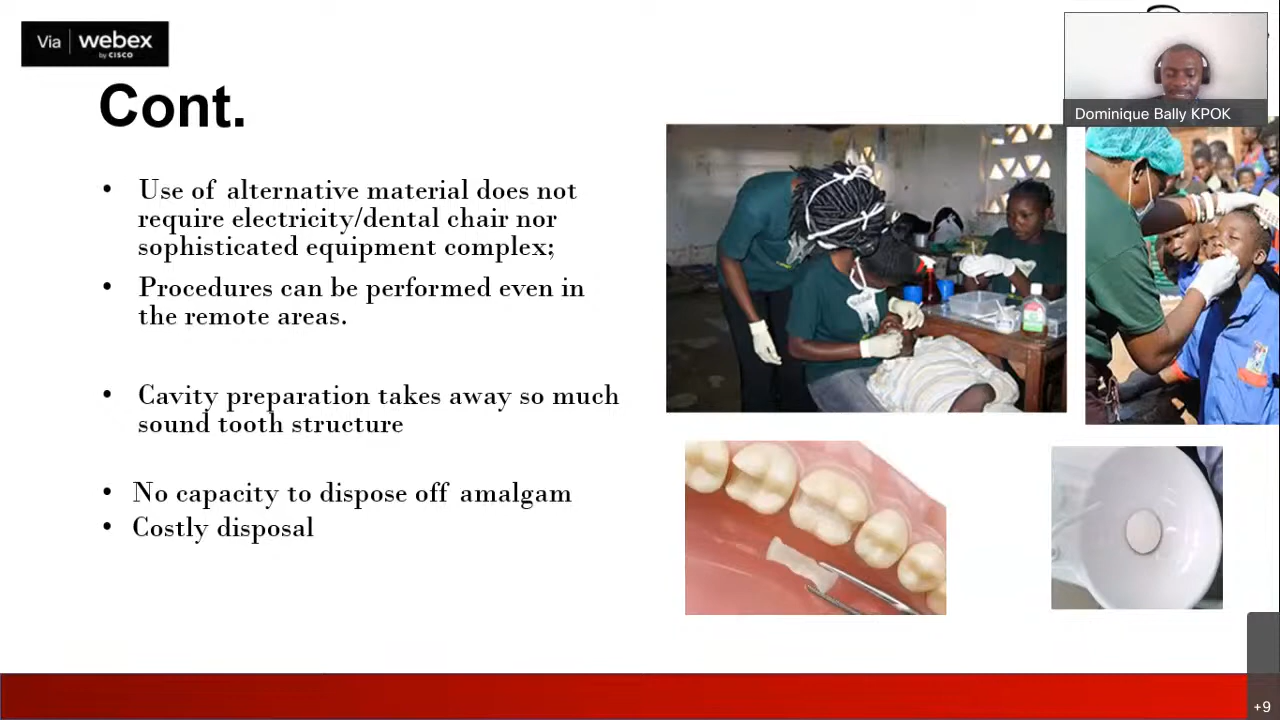 Via webex
by CISCO
Cont.
Dominique Bally KPOK
• Use of alternative material does not
require electricity/dental chair nor
sophisticated equipment complex;
• Procedures can be performed even in
the remote areas.
• Cavity preparation takes away so much
sound tooth structure
• No capacity to dispose off amalgam
• Costly disposal
+9